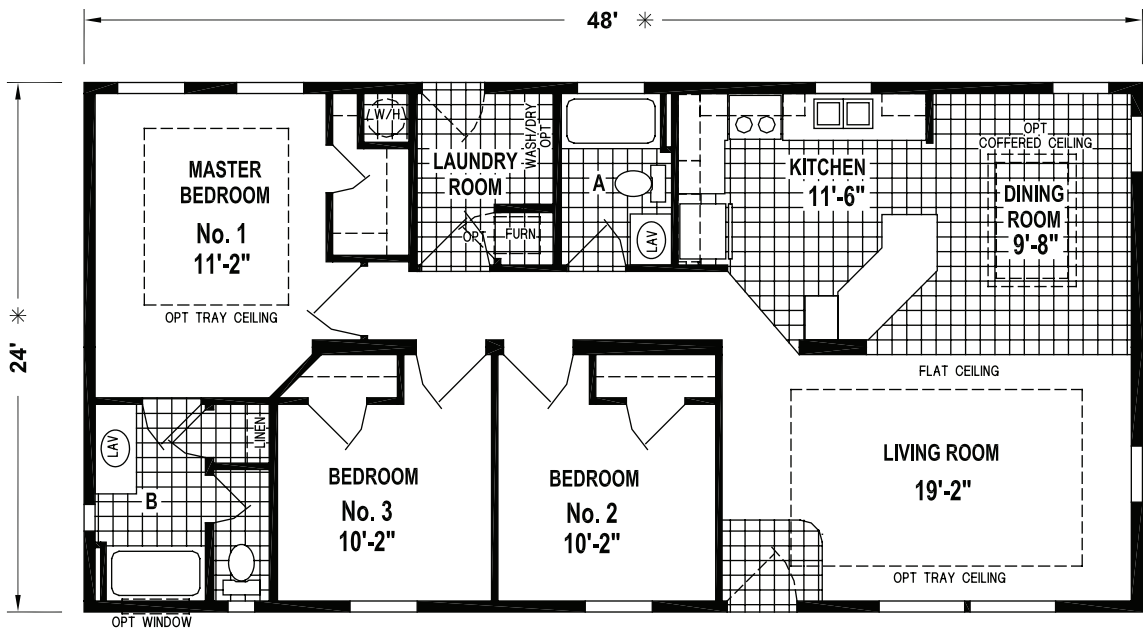 48' ✳
24' ✳
MASTER
BEDROOM
No. 1
11'-2"
OPT TRAY CEILING
W/H
LAUNDRY
ROOM
WASH/DRY
OPT
OPT
FURN
A
LAV
KITCHEN
11'-6"
OPT
COFFERED CEILING
DINING
ROOM
9'-8"
FLAT CEILING
LIVING ROOM
19'-2"
OPT TRAY CEILING
BEDROOM
No. 2
10'-2"
BEDROOM
No. 3
10'-2"
LINEN
LAV
B
OPT WINDOW